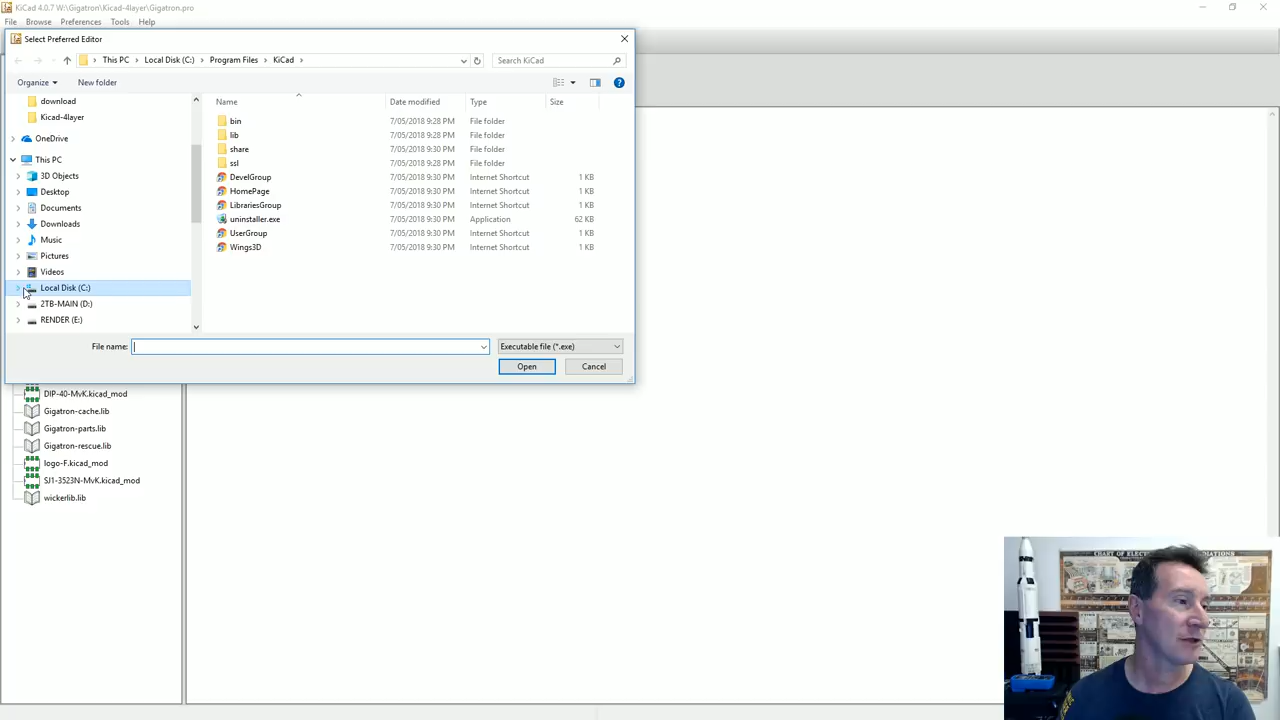 KiCad 4.0.7 W:\Gigatron\Kicad-4layer\Gigatron.pro
File Browse Preferences Tools Help
Select Preferred Editor
This PC > Local Disk (C:) > Program Files > KiCad >
Search KiCad
Organize New folder
Name Date modified Type Size
download
Kicad-4layer
OneDrive
This PC
3D Objects
Desktop
Documents
Downloads
Music
Pictures
Videos
Local Disk (C:)
2TB-MAIN (D:)
RENDER (E:)
bin 7/05/2018 9:28 PM File folder
lib 7/05/2018 9:28 PM File folder
share 7/05/2018 9:30 PM File folder
ssl 7/05/2018 9:28 PM File folder
DevelGroup 7/05/2018 9:30 PM Internet Shortcut 1 KB
HomePage 7/05/2018 9:30 PM Internet Shortcut 1 KB
LibrariesGroup 7/05/2018 9:30 PM Internet Shortcut 1 KB
uninstaller.exe 7/05/2018 9:30 PM Application 62 KB
UserGroup 7/05/2018 9:30 PM Internet Shortcut 1 KB
Wings3D 7/05/2018 9:30 PM Internet Shortcut 1 KB
File name: Executable file (*.exe)
Open Cancel
DIP-40-MvK.kicad_mod
Gigatron-cache.lib
Gigatron-parts.lib
Gigatron-rescue.lib
logo-F.kicad_mod
SJ1-3523N-MvK.kicad_mod
wickerlib.lib
CHART OF ELECT